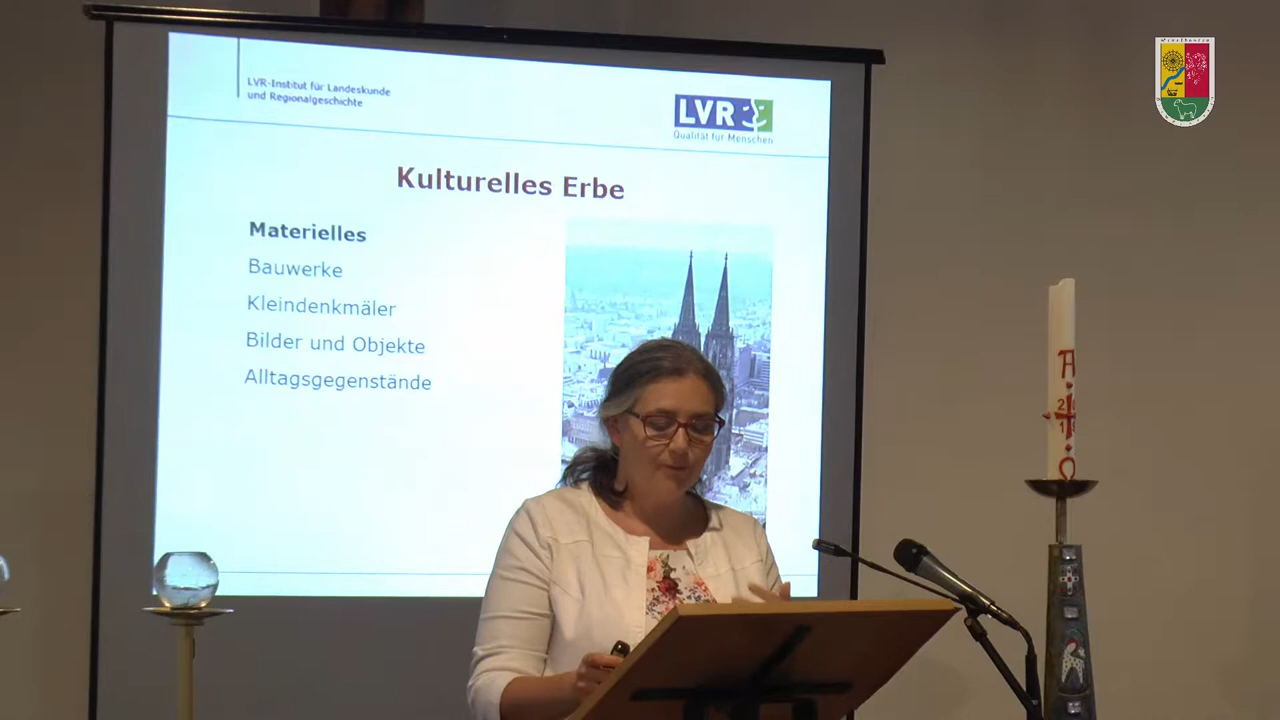 LVR-Institut für Landeskunde
und Regionalgeschichte
LVR
Qualität für Menschen
Kulturelles Erbe
Materielles
Bauwerke
Kleindenkmäler
Bilder und Objekte
Alltagsgegenstände
A
20
Ω